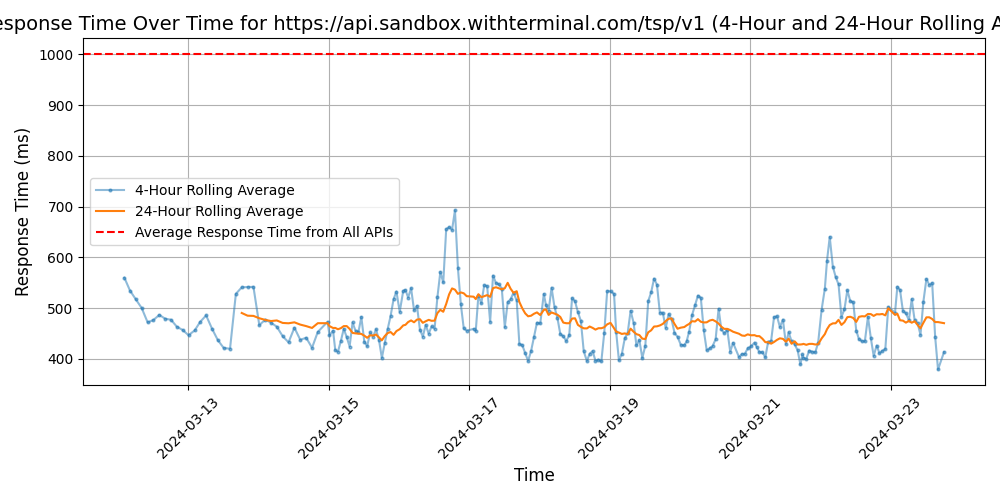 esponse Time Over Time for https://api.sandbox.withterminal.com/tsp/v1 (4-Hour and 24-Hour Rolling A
Response Time (ms)
1000
900
800
700
600
500
400
4-Hour Rolling Average
24-Hour Rolling Average
Average Response Time from All APIs
2024-03-13
2024-03-15
2024-03-17
2024-03-19
2024-03-21
2024-03-23
Time